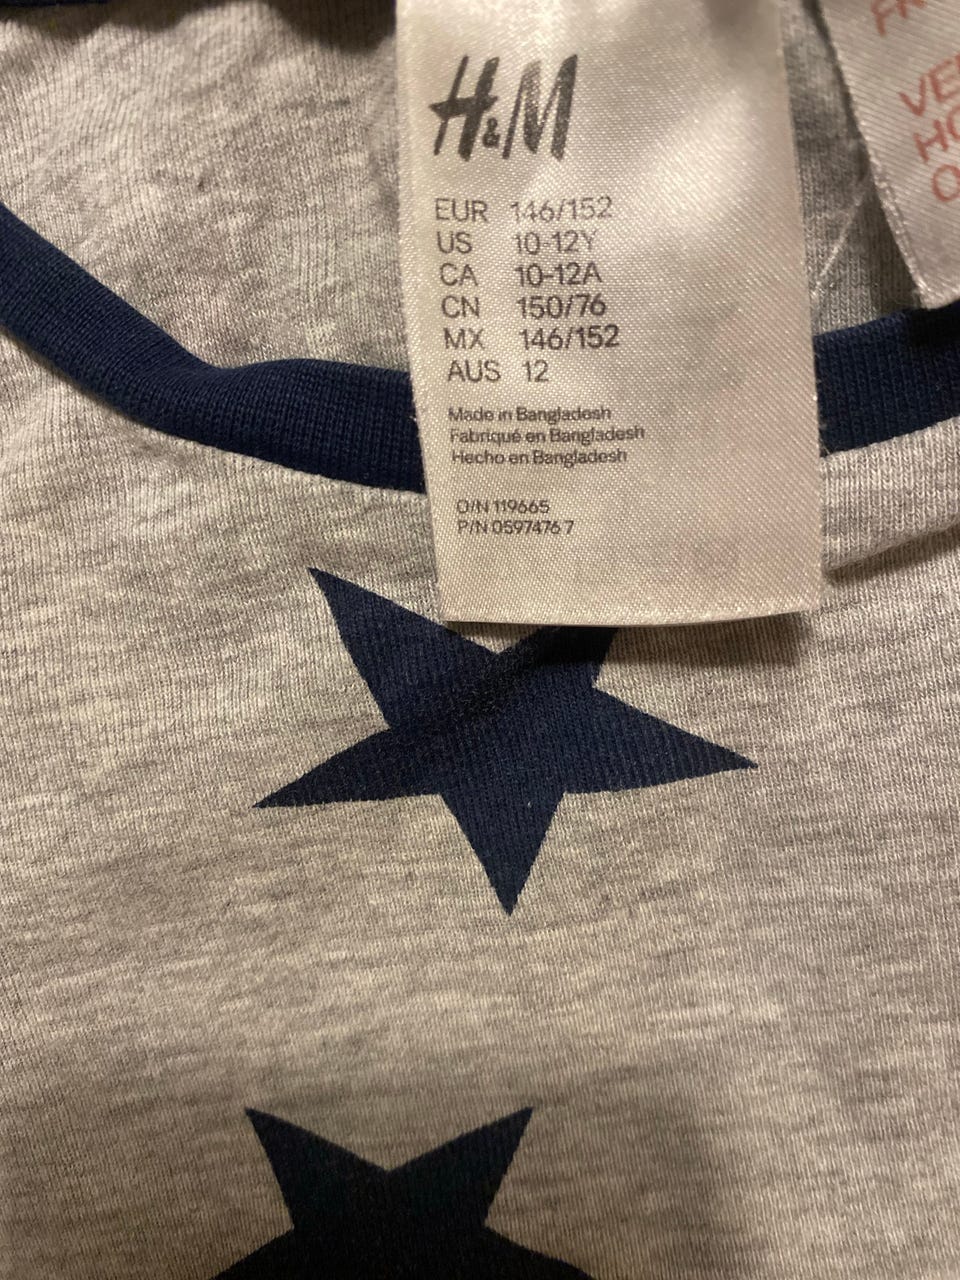 H&M
EUR 146/152
US 10-12Y
CA 10-12A
CN 150/76
MX 146/152
AUS 12
Made in Bangladesh
Fabriqué en Bangladesh
Hecho en Bangladesh
O/N 119665
P/N 0597476 7